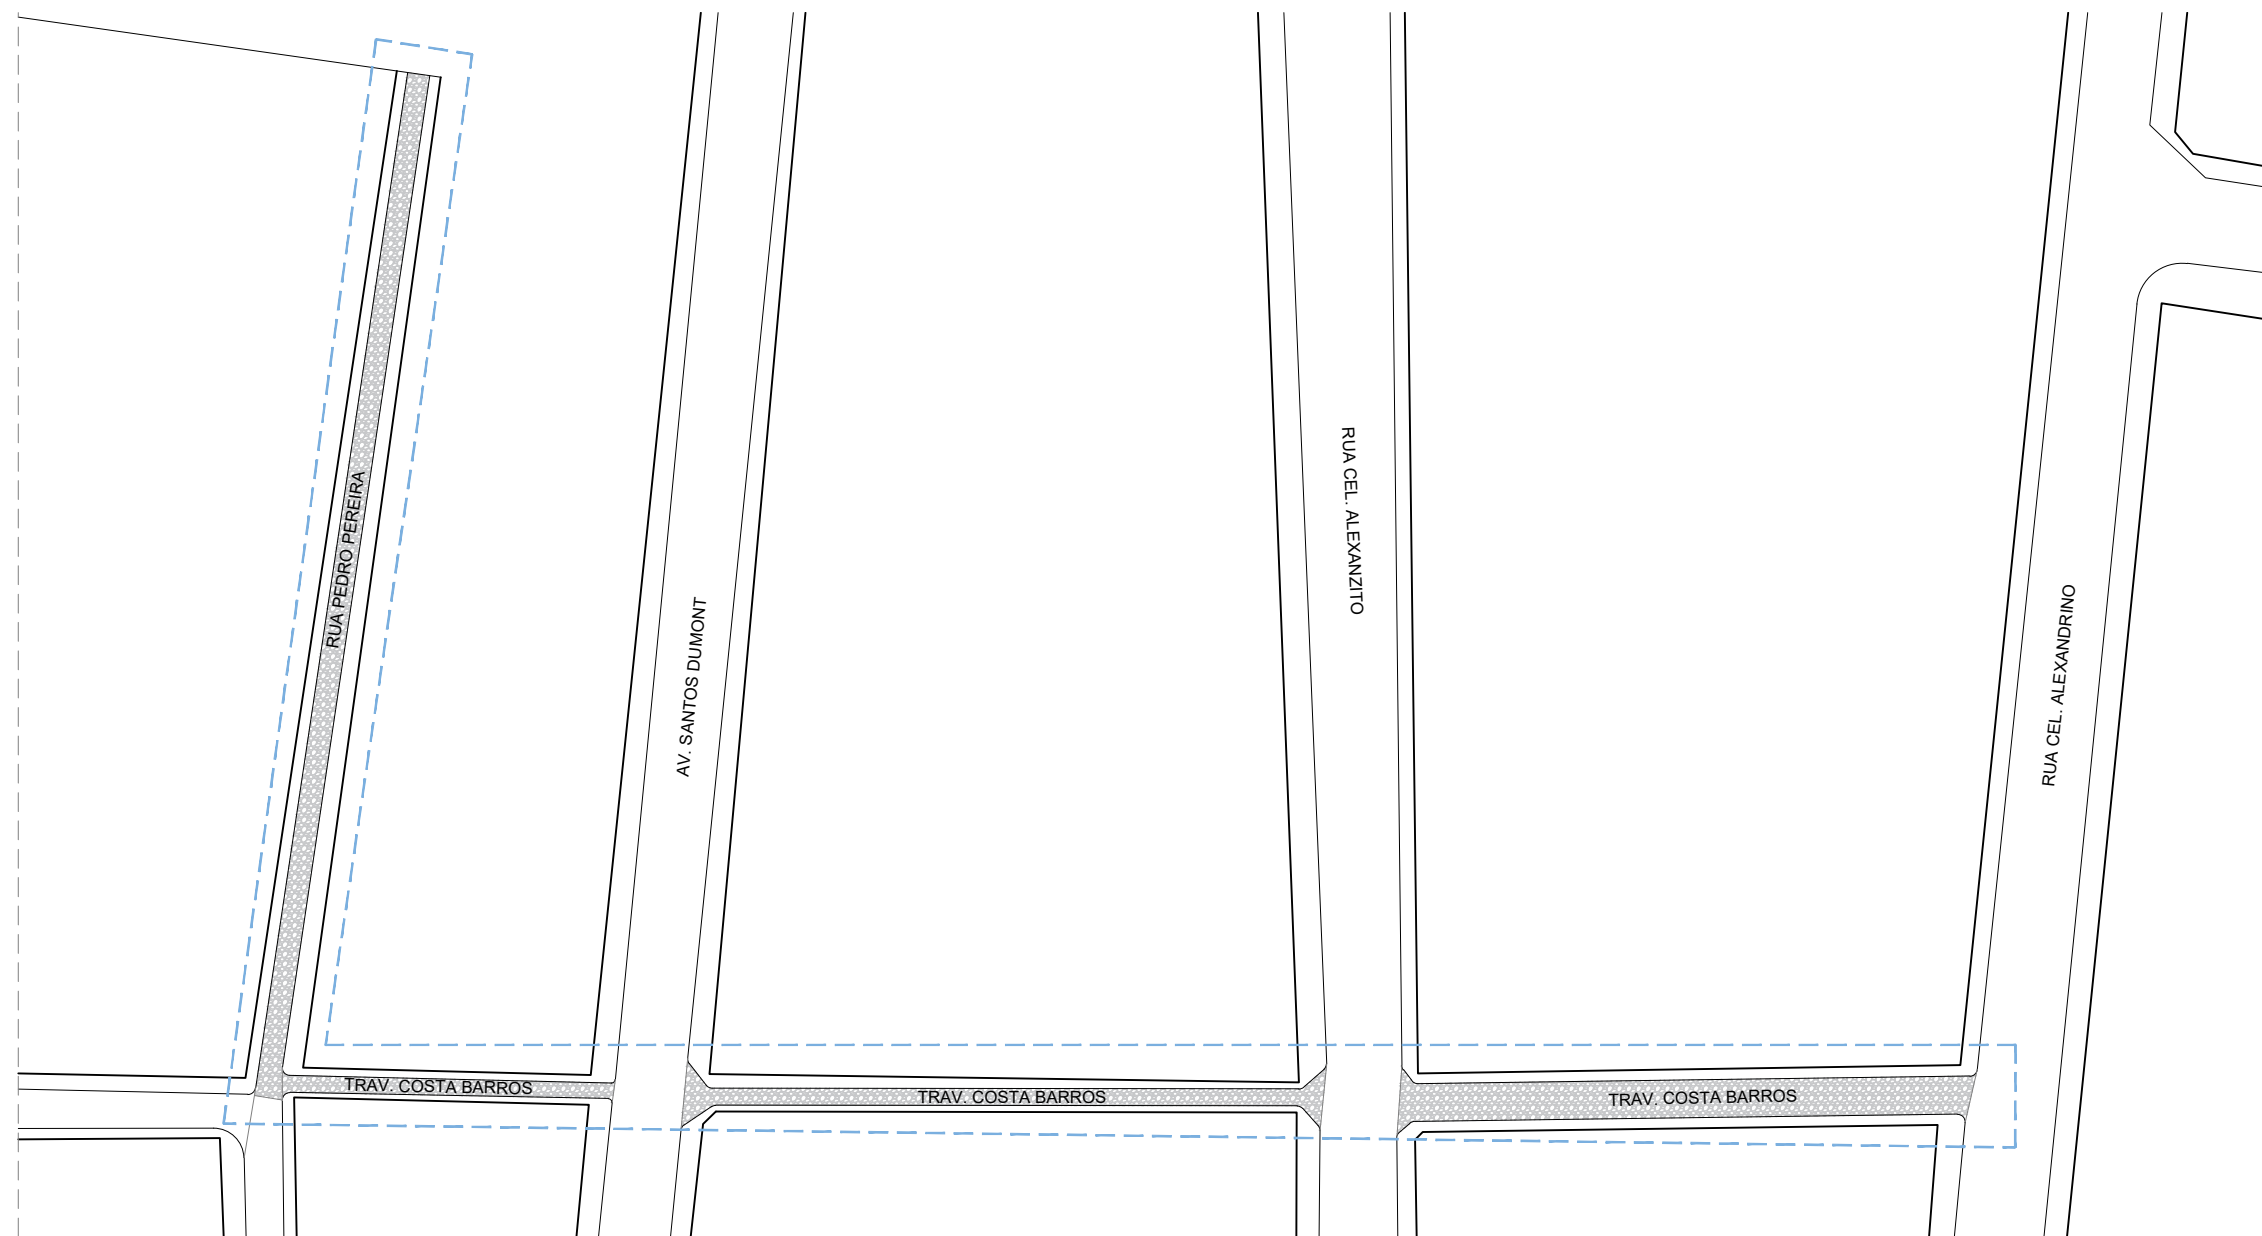 RUA PEDRO PEREIRA
AV. SANTOS DUMONT
RUA CEL. ALEXANZITO
RUA CEL. ALEXANDRINO
TRAV. COSTA BARROS
TRAV. COSTA BARROS
TRAV. COSTA BARROS